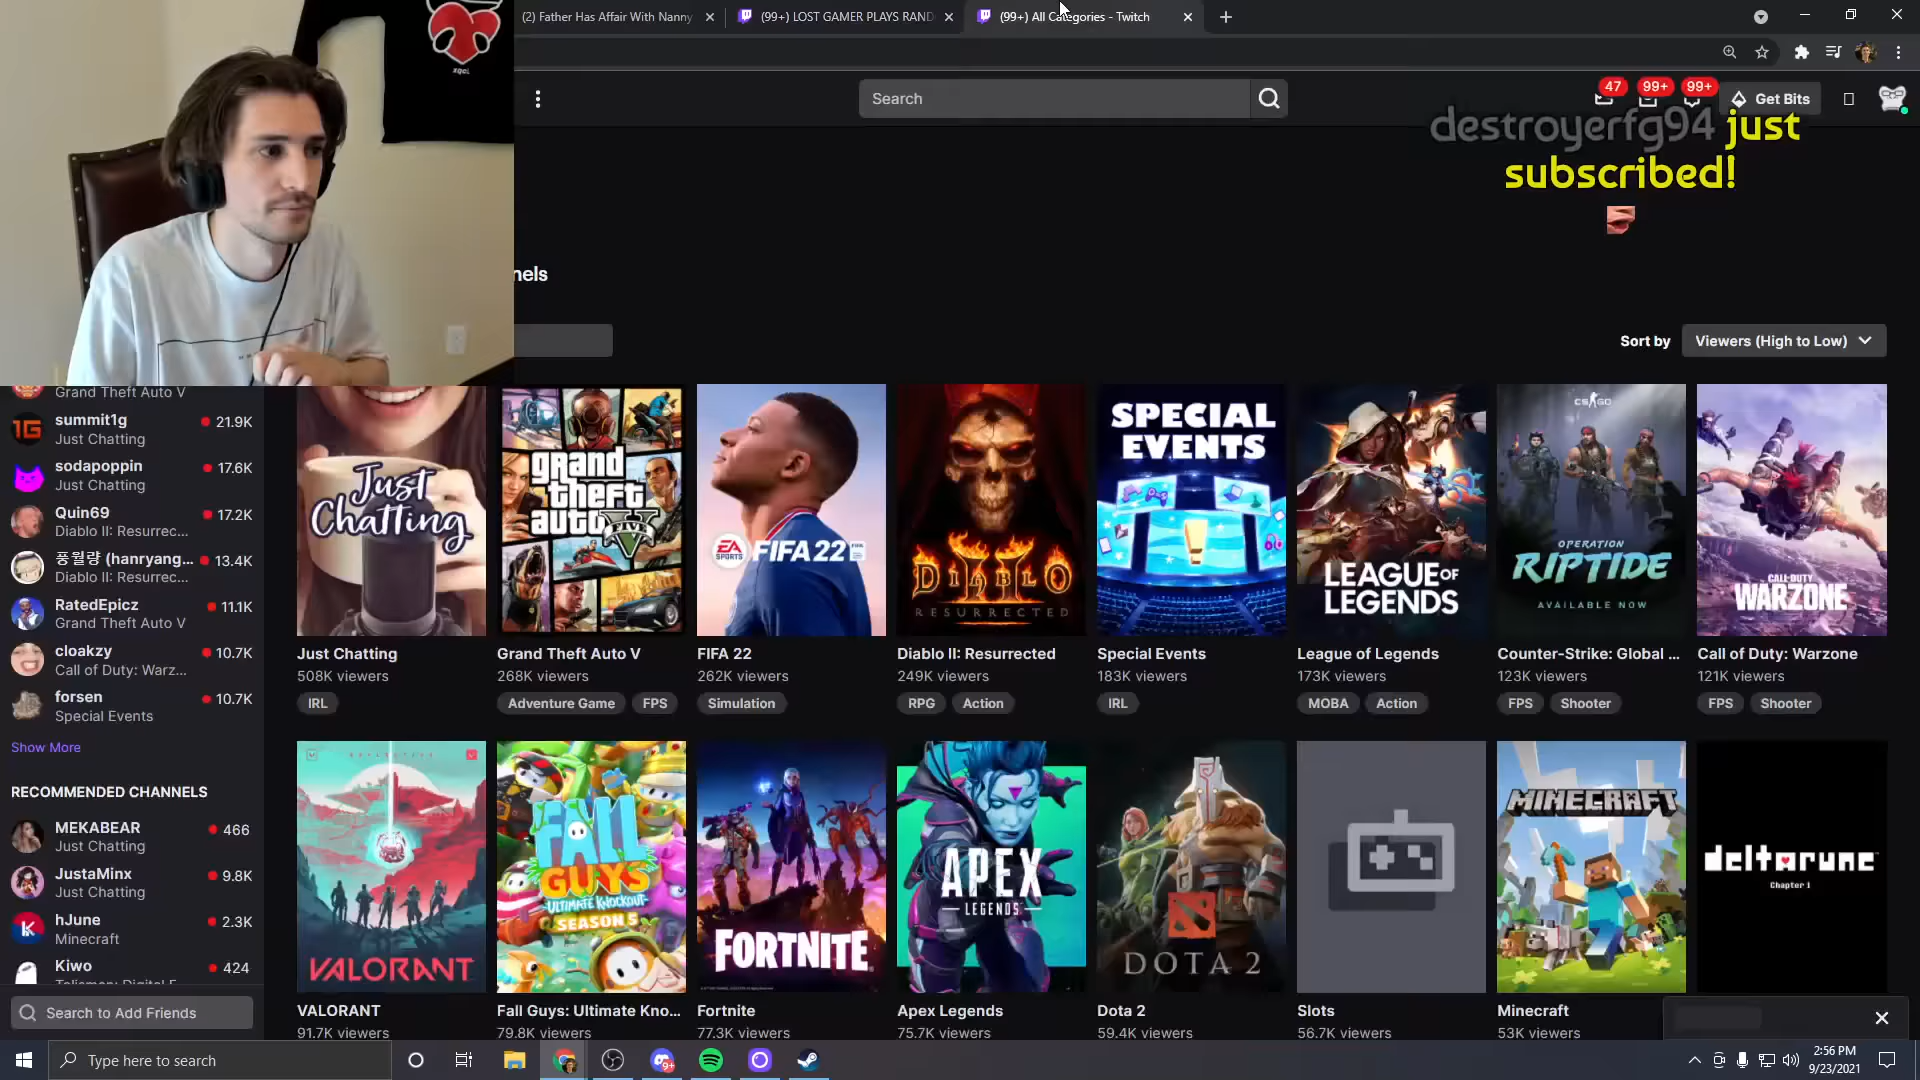 (2) Father Has Affair With Nanny
(99+) LOST GAMER PLAYS RAND
(99+) All Categories - Twitch
xqcl
Search
47
99+
99+
Get Bits
destroyerfg94 just
subscribed!
nels
Sort by
Viewers (High to Low)
Grand Theft Auto V
summit1g
21.9K
Just Chatting
sodapoppin
17.6K
Just Chatting
Quin69
17.2K
Diablo II: Resurrec...
풍월량 (hanryang...
13.4K
Diablo II: Resurrec...
RatedEpicz
11.1K
Grand Theft Auto V
cloakzy
10.7K
Call of Duty: Warz...
forsen
10.7K
Special Events
Show More
RECOMMENDED CHANNELS
MEKABEAR
466
Just Chatting
JustaMinx
9.8K
Just Chatting
hJune
2.3K
Minecraft
Kiwo
424
Search to Add Friends
Just
Chatting
grand
theft
auto
FIVE
EA
SPORTS
FIFA 22
DIABLO
II
RESURRECTED
SPECIAL
EVENTS
LEAGUE OF
LEGENDS
CS GO
OPERATION
RIPTIDE
AVAILABLE NOW
CALL OF DUTY
WARZONE
Just Chatting
508K viewers
IRL
Grand Theft Auto V
268K viewers
Adventure Game
FPS
FIFA 22
262K viewers
Simulation
Diablo II: Resurrected
249K viewers
RPG
Action
Special Events
183K viewers
IRL
League of Legends
173K viewers
MOBA
Action
Counter-Strike: Global ...
123K viewers
FPS
Shooter
Call of Duty: Warzone
121K viewers
FPS
Shooter
VALORANT
FALL
GUYS
ULTIMATE KNOCKOUT
SEASON 5
FORTNITE
APEX
LEGENDS
DOTA 2
MINECRAFT
deltarune
Chapter 1
VALORANT
91.7K viewers
Fall Guys: Ultimate Kno...
79.8K viewers
Fortnite
77.3K viewers
Apex Legends
75.7K viewers
Dota 2
59.4K viewers
Slots
56.7K viewers
Minecraft
53K viewers
Type here to search
9+
2:56 PM
9/23/2021